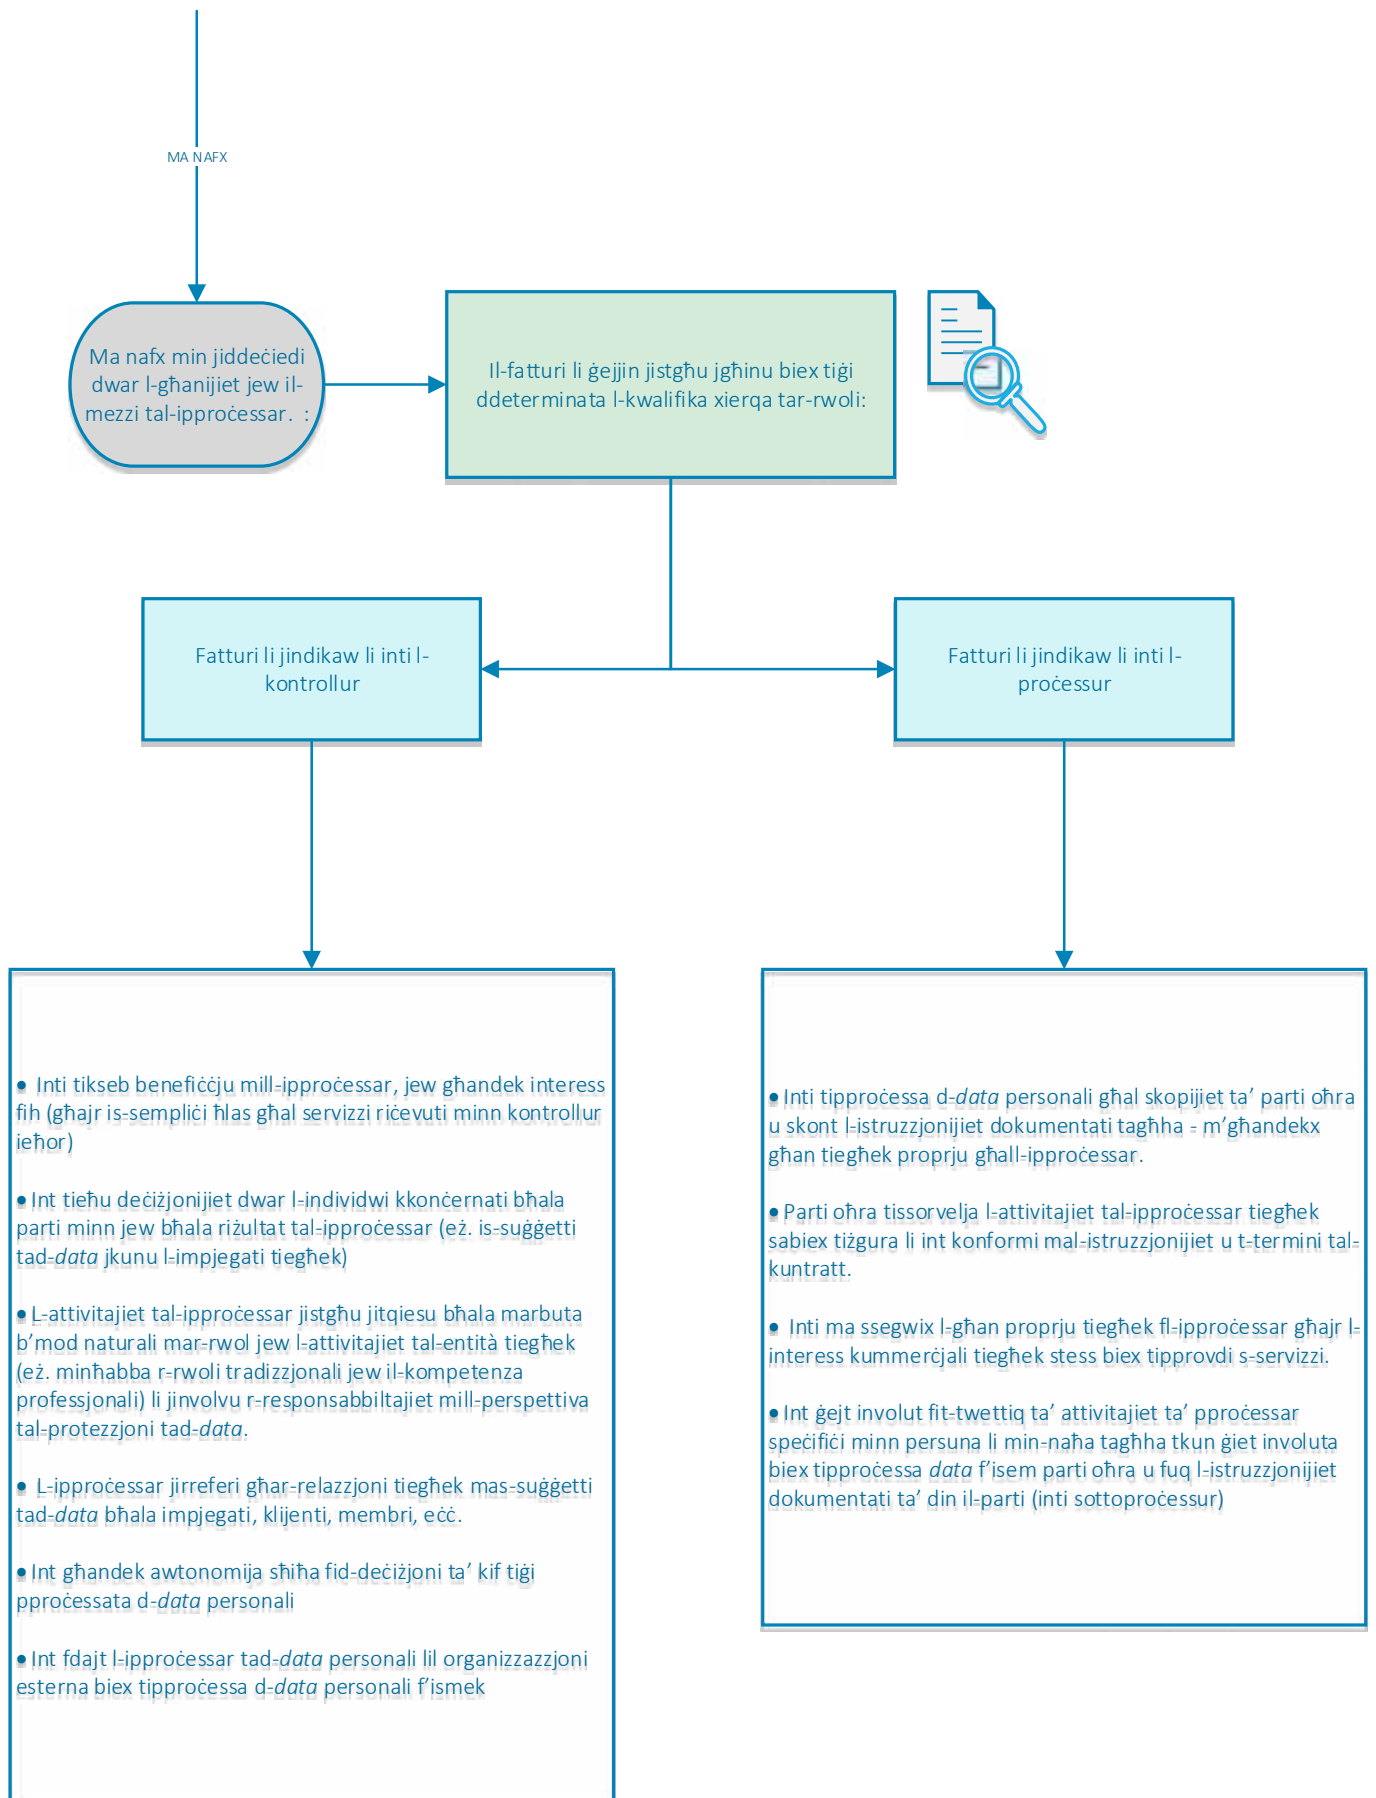 MA NAFX
Ma nafx min jiddeċiedi
dwar l-għanijiet jew il-
mezzi tal-ipproċessar. :
Il-fatturi li ġejjin jistgħu jgħinu biex tiġi
ddeterminata l-kwalifika xierqa tar-rwoli:
Fatturi li jindikaw li inti l-
kontrollur
Fatturi li jindikaw li inti l-
proċessur
• Inti tikseb benefiċċju mill-ipproċessar, jew għandek interess
fih (għajr is-sempliċi ħlas għal servizzi riċevuti minn kontrollur
ieħor)
• Int tieħu deċiżjonijiet dwar l-individwi kkonċernati bħala
parti minn jew bħala riżultat tal-ipproċessar (eż. is-suġġetti
tad-data jkunu l-impjegati tiegħek)
• L-attivitajiet tal-ipproċessar jistgħu jitqiesu bħala marbuta
b’mod naturali mar-rwol jew l-attivitajiet tal-entità tiegħek
(eż. minħabba r-rwoli tradizzjonali jew il-kompetenza
professjonali) li jinvolvu r-responsabbiltajiet mill-perspettiva
tal-protezzjoni tad-data.
• L-ipproċessar jirreferi għar-relazzjoni tiegħek mas-suġġetti
tad-data bħala impjegati, klijenti, membri, eċċ.
• Int għandek awtonomija sħiħa fid-deċiżjoni ta’ kif tiġi
pproċessata d-data personali
• Int fdajt l-ipproċessar tad-data personali lil organizzazzjoni
esterna biex tipproċessa d-data personali f’ismek
• Inti tipproċessa d-data personali għal skopijiet ta’ parti oħra
u skont l-istruzzjonijiet dokumentati tagħha - m’għandekx
għan tiegħek proprju għall-ipproċessar.
• Parti oħra tissorvelja l-attivitajiet tal-ipproċessar tiegħek
sabiex tiżgura li int konformi mal-istruzzjonijiet u t-termini tal-
kuntratt.
• Inti ma ssegwix l-għan proprju tiegħek fl-ipproċessar għajr l-
interess kummerċjali tiegħek stess biex tipprovdi s-servizzi.
• Int ġejt involut fit-twettiq ta’ attivitajiet ta’ pproċessar
speċifiċi minn persuna li min-naħa tagħha tkun ġiet involuta
biex tipproċessa data f’isem parti oħra u fuq l-istruzzjonijiet
dokumentati ta’ din il-parti (inti sottoproċessur)